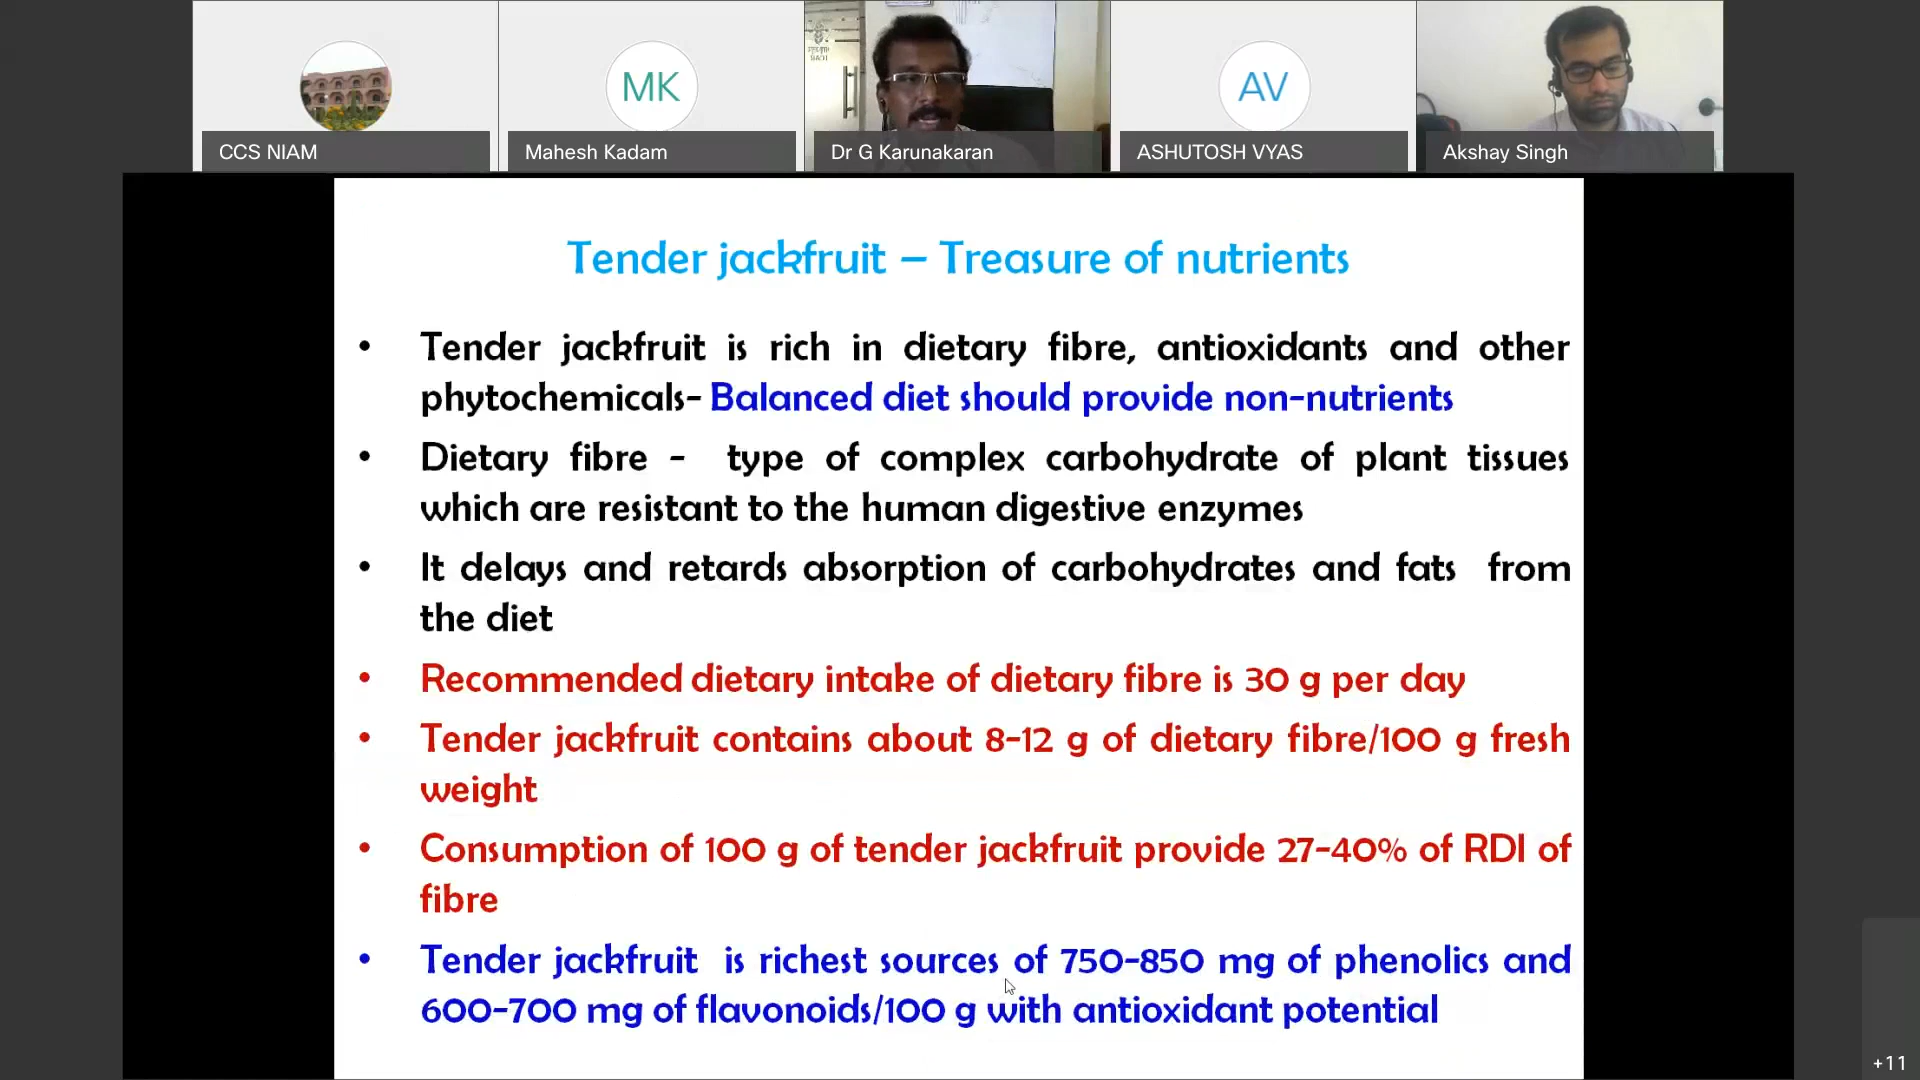 CCS NIAM
MK
Mahesh Kadam
Dr G Karunakaran
AV
ASHUTOSH VYAS
Akshay Singh
Tender jackfruit – Treasure of nutrients
• Tender jackfruit is rich in dietary fibre, antioxidants and other
phytochemicals- Balanced diet should provide non-nutrients
• Dietary fibre - type of complex carbohydrate of plant tissues
which are resistant to the human digestive enzymes
• It delays and retards absorption of carbohydrates and fats from
the diet
• Recommended dietary intake of dietary fibre is 30 g per day
• Tender jackfruit contains about 8-12 g of dietary fibre/100 g fresh
weight
• Consumption of 100 g of tender jackfruit provide 27-40% of RDI of
fibre
• Tender jackfruit is richest sources of 750-850 mg of phenolics and
600-700 mg of flavonoids/100 g with antioxidant potential
+11